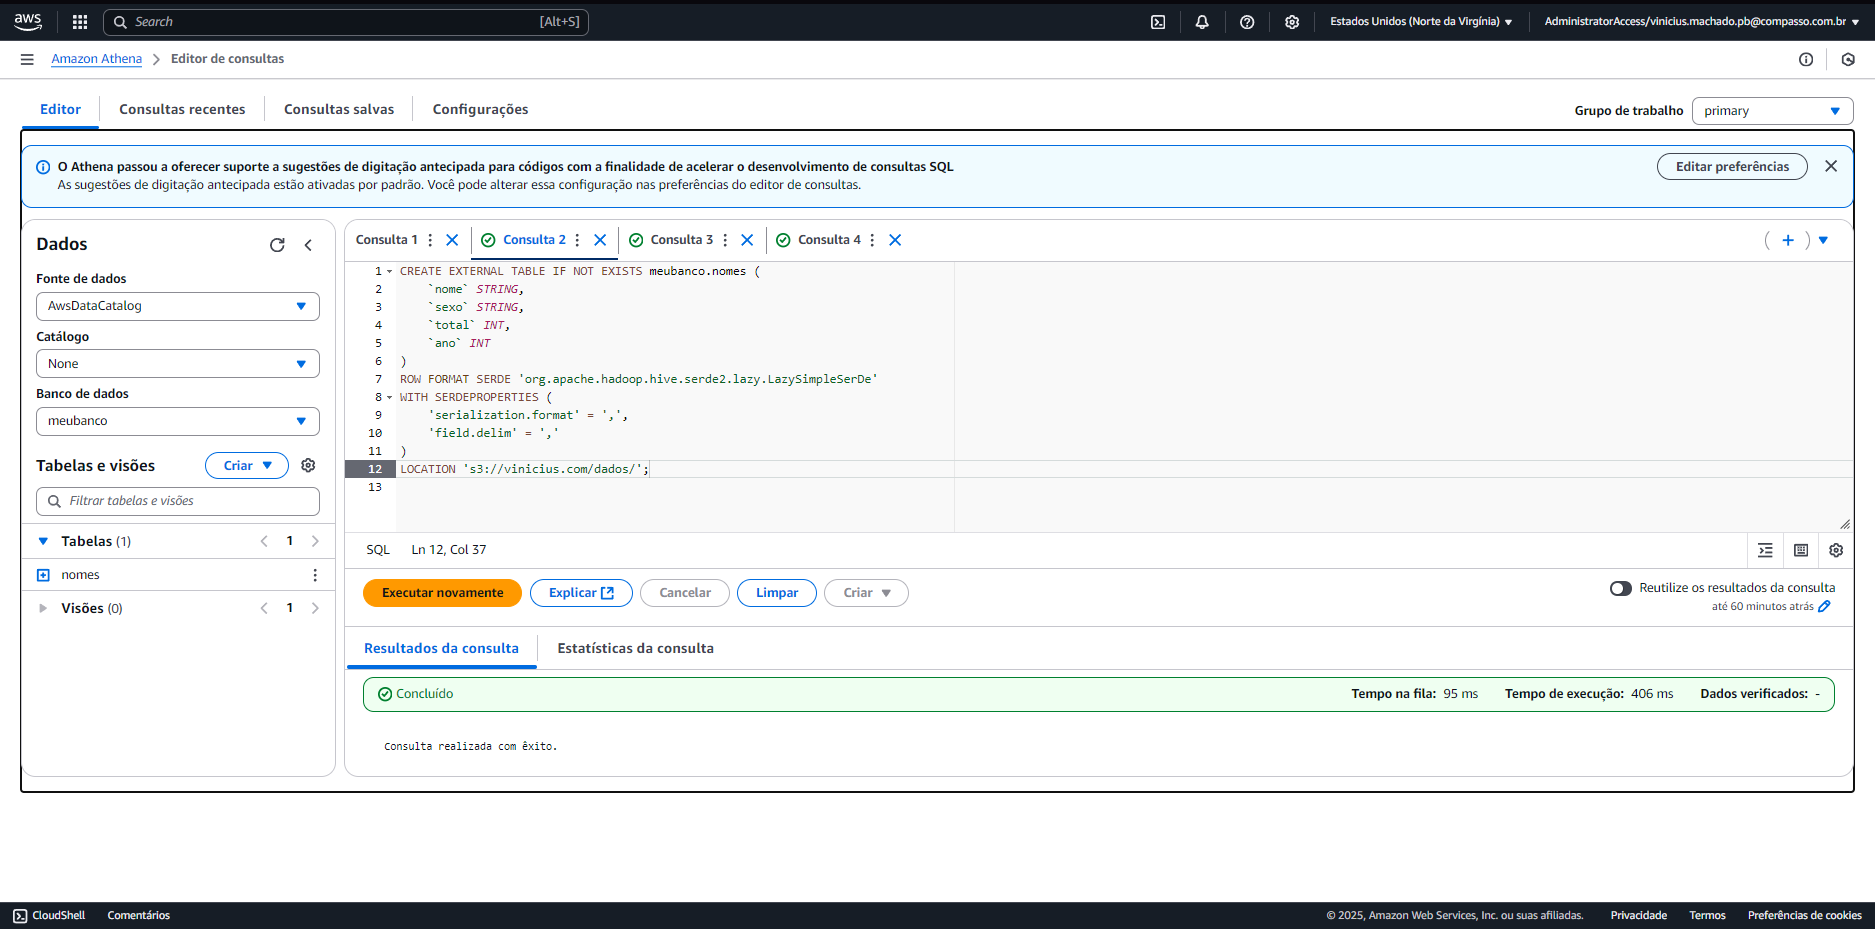 aws
Search [Alt+S]
Estados Unidos (Norte da Virgínia)
AdministratorAccess/vinicius.machado.pb@compasso.com.br
Amazon Athena
Editor de consultas
Editor
Consultas recentes
Consultas salvas
Configurações
Grupo de trabalho
primary
O Athena passou a oferecer suporte a sugestões de digitação antecipada para códigos com a finalidade de acelerar o desenvolvimento de consultas SQL
As sugestões de digitação antecipada estão ativadas por padrão. Você pode alterar essa configuração nas preferências do editor de consultas.
Editar preferências
Dados
Fonte de dados
AwsDataCatalog
Catálogo
None
Banco de dados
meubanco
Tabelas e visões
Criar
Filtrar tabelas e visões
Tabelas (1)
1
nomes
Visões (0)
1
Consulta 1
Consulta 2
Consulta 3
Consulta 4
1 CREATE EXTERNAL TABLE IF NOT EXISTS meubanco.nomes (
2 `nome` STRING,
3 `sexo` STRING,
4 `total` INT,
5 `ano` INT
6 )
7 ROW FORMAT SERDE 'org.apache.hadoop.hive.serde2.lazy.LazySimpleSerDe'
8 WITH SERDEPROPERTIES (
9 'serialization.format' = ',',
10 'field.delim' = ','
11 )
12 LOCATION 's3://vinicius.com/dados/';
13
SQL Ln 12, Col 37
Executar novamente
Explicar
Cancelar
Limpar
Criar
Reutilize os resultados da consulta
até 60 minutos atrás
Resultados da consulta
Estatísticas da consulta
Concluído
Tempo na fila: 95 ms
Tempo de execução: 406 ms
Dados verificados: -
Consulta realizada com êxito.
CloudShell
Comentários
© 2025, Amazon Web Services, Inc. ou suas afiliadas.
Privacidade
Termos
Preferências de cookies